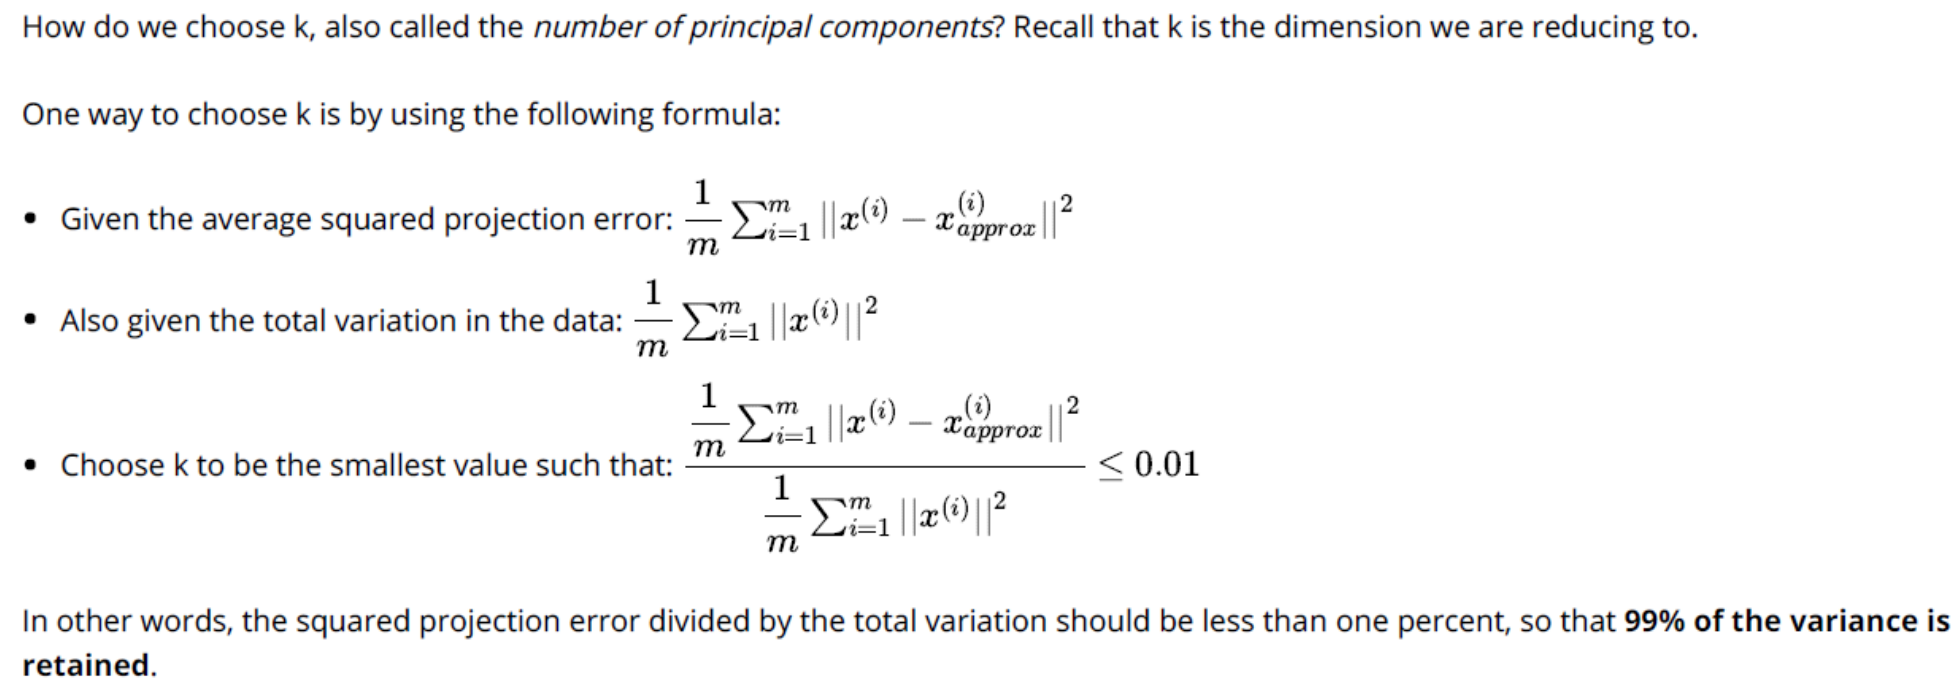 How do we choose k, also called the number of principal components? Recall that k is the dimension we are reducing to.
One way to choose k is by using the following formula:
• Given the average squared projection error: \frac{1}{m} \sum_{i=1}^{m} ||x^{(i)} - x_{approx}^{(i)}||^2
• Also given the total variation in the data: \frac{1}{m} \sum_{i=1}^{m} ||x^{(i)}||^2
• Choose k to be the smallest value such that: \frac{\frac{1}{m} \sum_{i=1}^{m} ||x^{(i)} - x_{approx}^{(i)}||^2}{\frac{1}{m} \sum_{i=1}^{m} ||x^{(i)}||^2} \leq 0.01
In other words, the squared projection error divided by the total variation should be less than one percent, so that 99% of the variance is
retained.